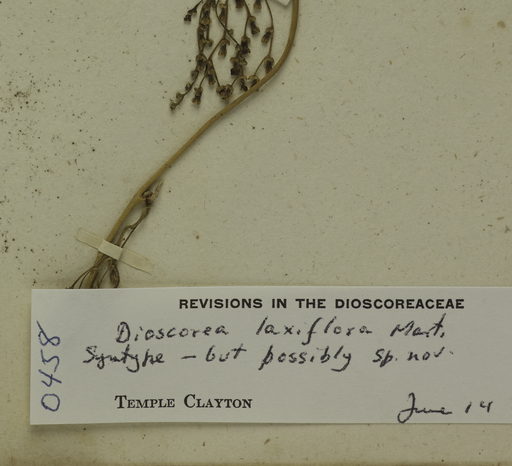 REVISIONS IN THE DIOSCOREACEAE
Dioscorea laxiflora Mart.
Syntype - but possibly sp. nov.
TEMPLE CLAYTON
June 14
0458